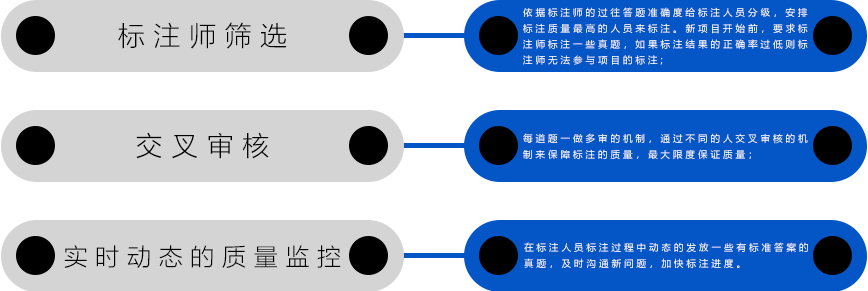 标注师筛选
依据标注师的过往答题准确度给标注人员分级，安排
标注质量最高的人员来标注。新项目开始前，要求标
注师标注一些真题，如果标注结果的正确率过低则标
注师无法参与项目的标注；
交叉审核
每道题一做多审的机制，通过不同的人交叉审核的机
制来保障标注的质量，最大限度保证质量；
实时动态的质量监控
在标注人员标注过程中动态的发放一些有标准答案的
真题，及时沟通新问题，加快标注进度。